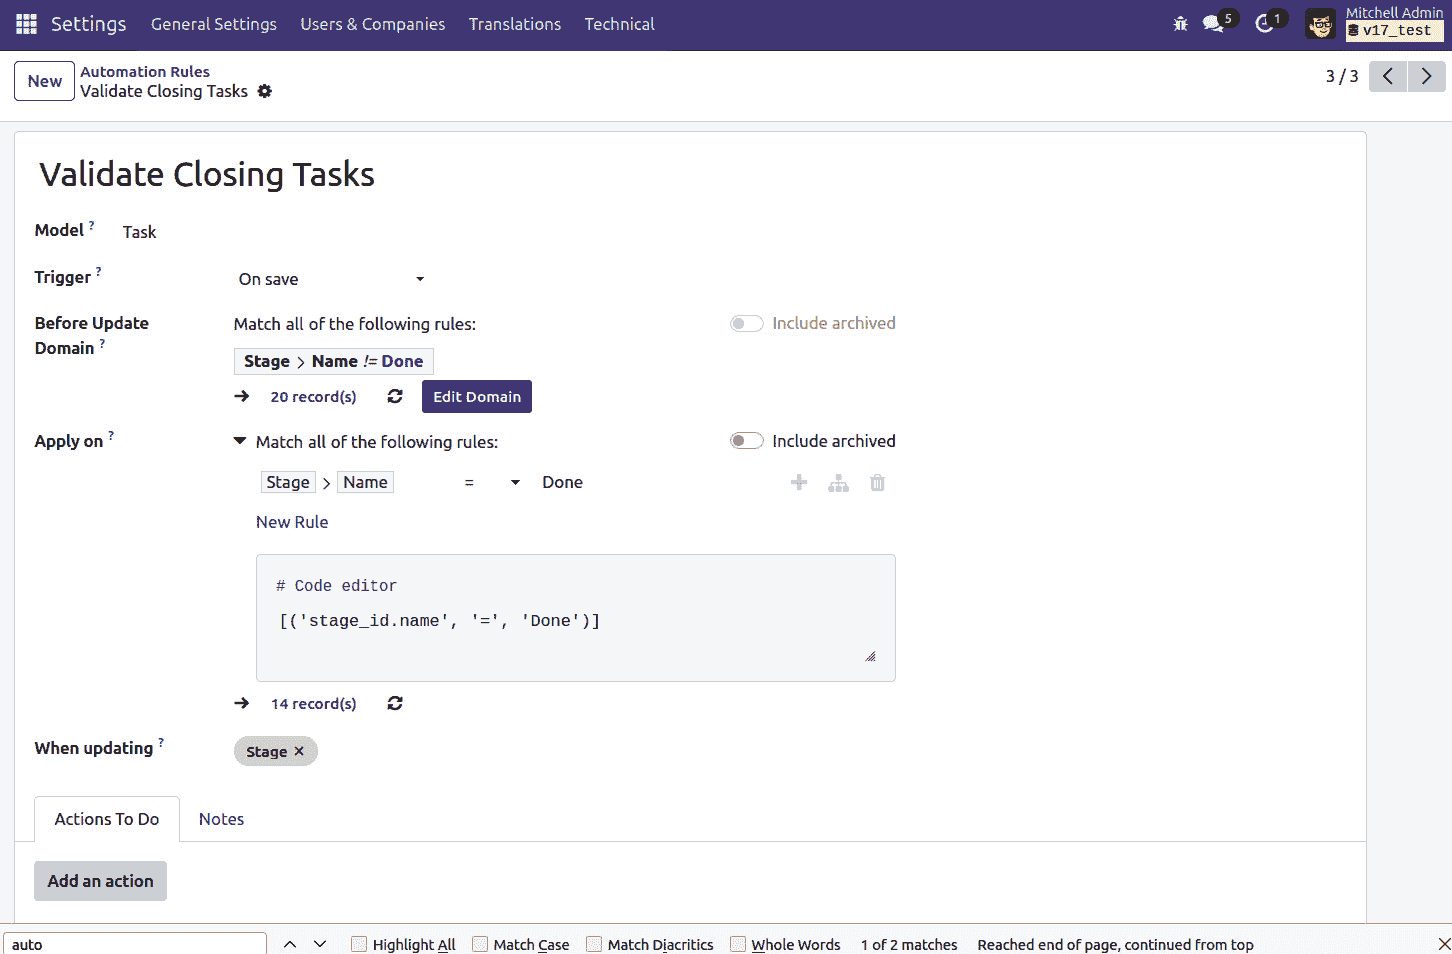 Settings General Settings Users & Companies Translations Technical 5 1 Mitchell Admin
v17_test
New Automation Rules 3 / 3
Validate Closing Tasks
Validate Closing Tasks
Model ? Task
Trigger ? On save
Before Update Domain ? Match all of the following rules: Include archived
Stage > Name != Done
20 record(s) Edit Domain
Apply on ? Match all of the following rules: Include archived
Stage > Name = Done
New Rule
# Code editor
[('stage_id.name', '=', 'Done')]
14 record(s)
When updating ? Stage ×
Actions To Do Notes
Add an action
auto Highlight All Match Case Match Diacritics Whole Words 1 of 2 matches Reached end of page, continued from top